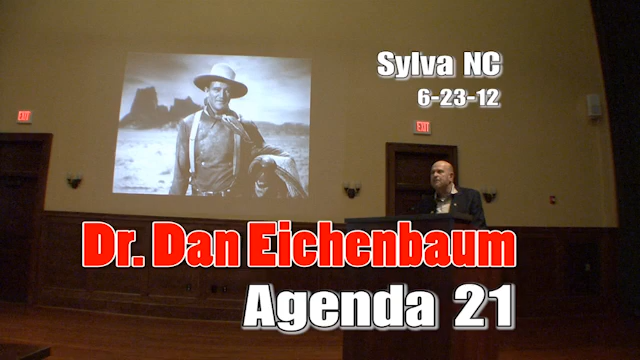 Sylva NC
6-23-12
EXIT
EXIT
Dr. Dan Eichenbaum
Agenda 21